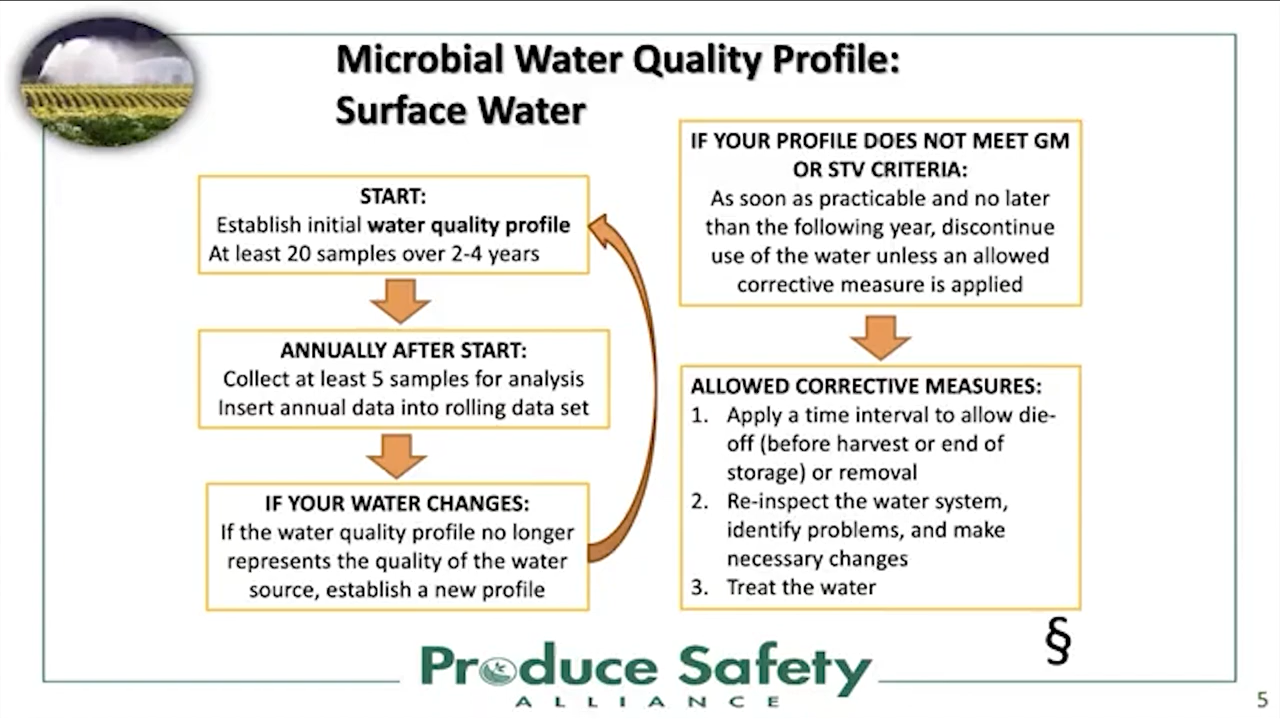 Microbial Water Quality Profile:
Surface Water
START:
Establish initial water quality profile
At least 20 samples over 2-4 years
ANNUALLY AFTER START:
Collect at least 5 samples for analysis
Insert annual data into rolling data set
IF YOUR WATER CHANGES:
If the water quality profile no longer
represents the quality of the water
source, establish a new profile
IF YOUR PROFILE DOES NOT MEET GM
OR STV CRITERIA:
As soon as practicable and no later
than the following year, discontinue
use of the water unless an allowed
corrective measure is applied
ALLOWED CORRECTIVE MEASURES:
1. Apply a time interval to allow die-
off (before harvest or end of
storage) or removal
2. Re-inspect the water system,
identify problems, and make
necessary changes
3. Treat the water
§
Produce Safety
ALLIANCE
5